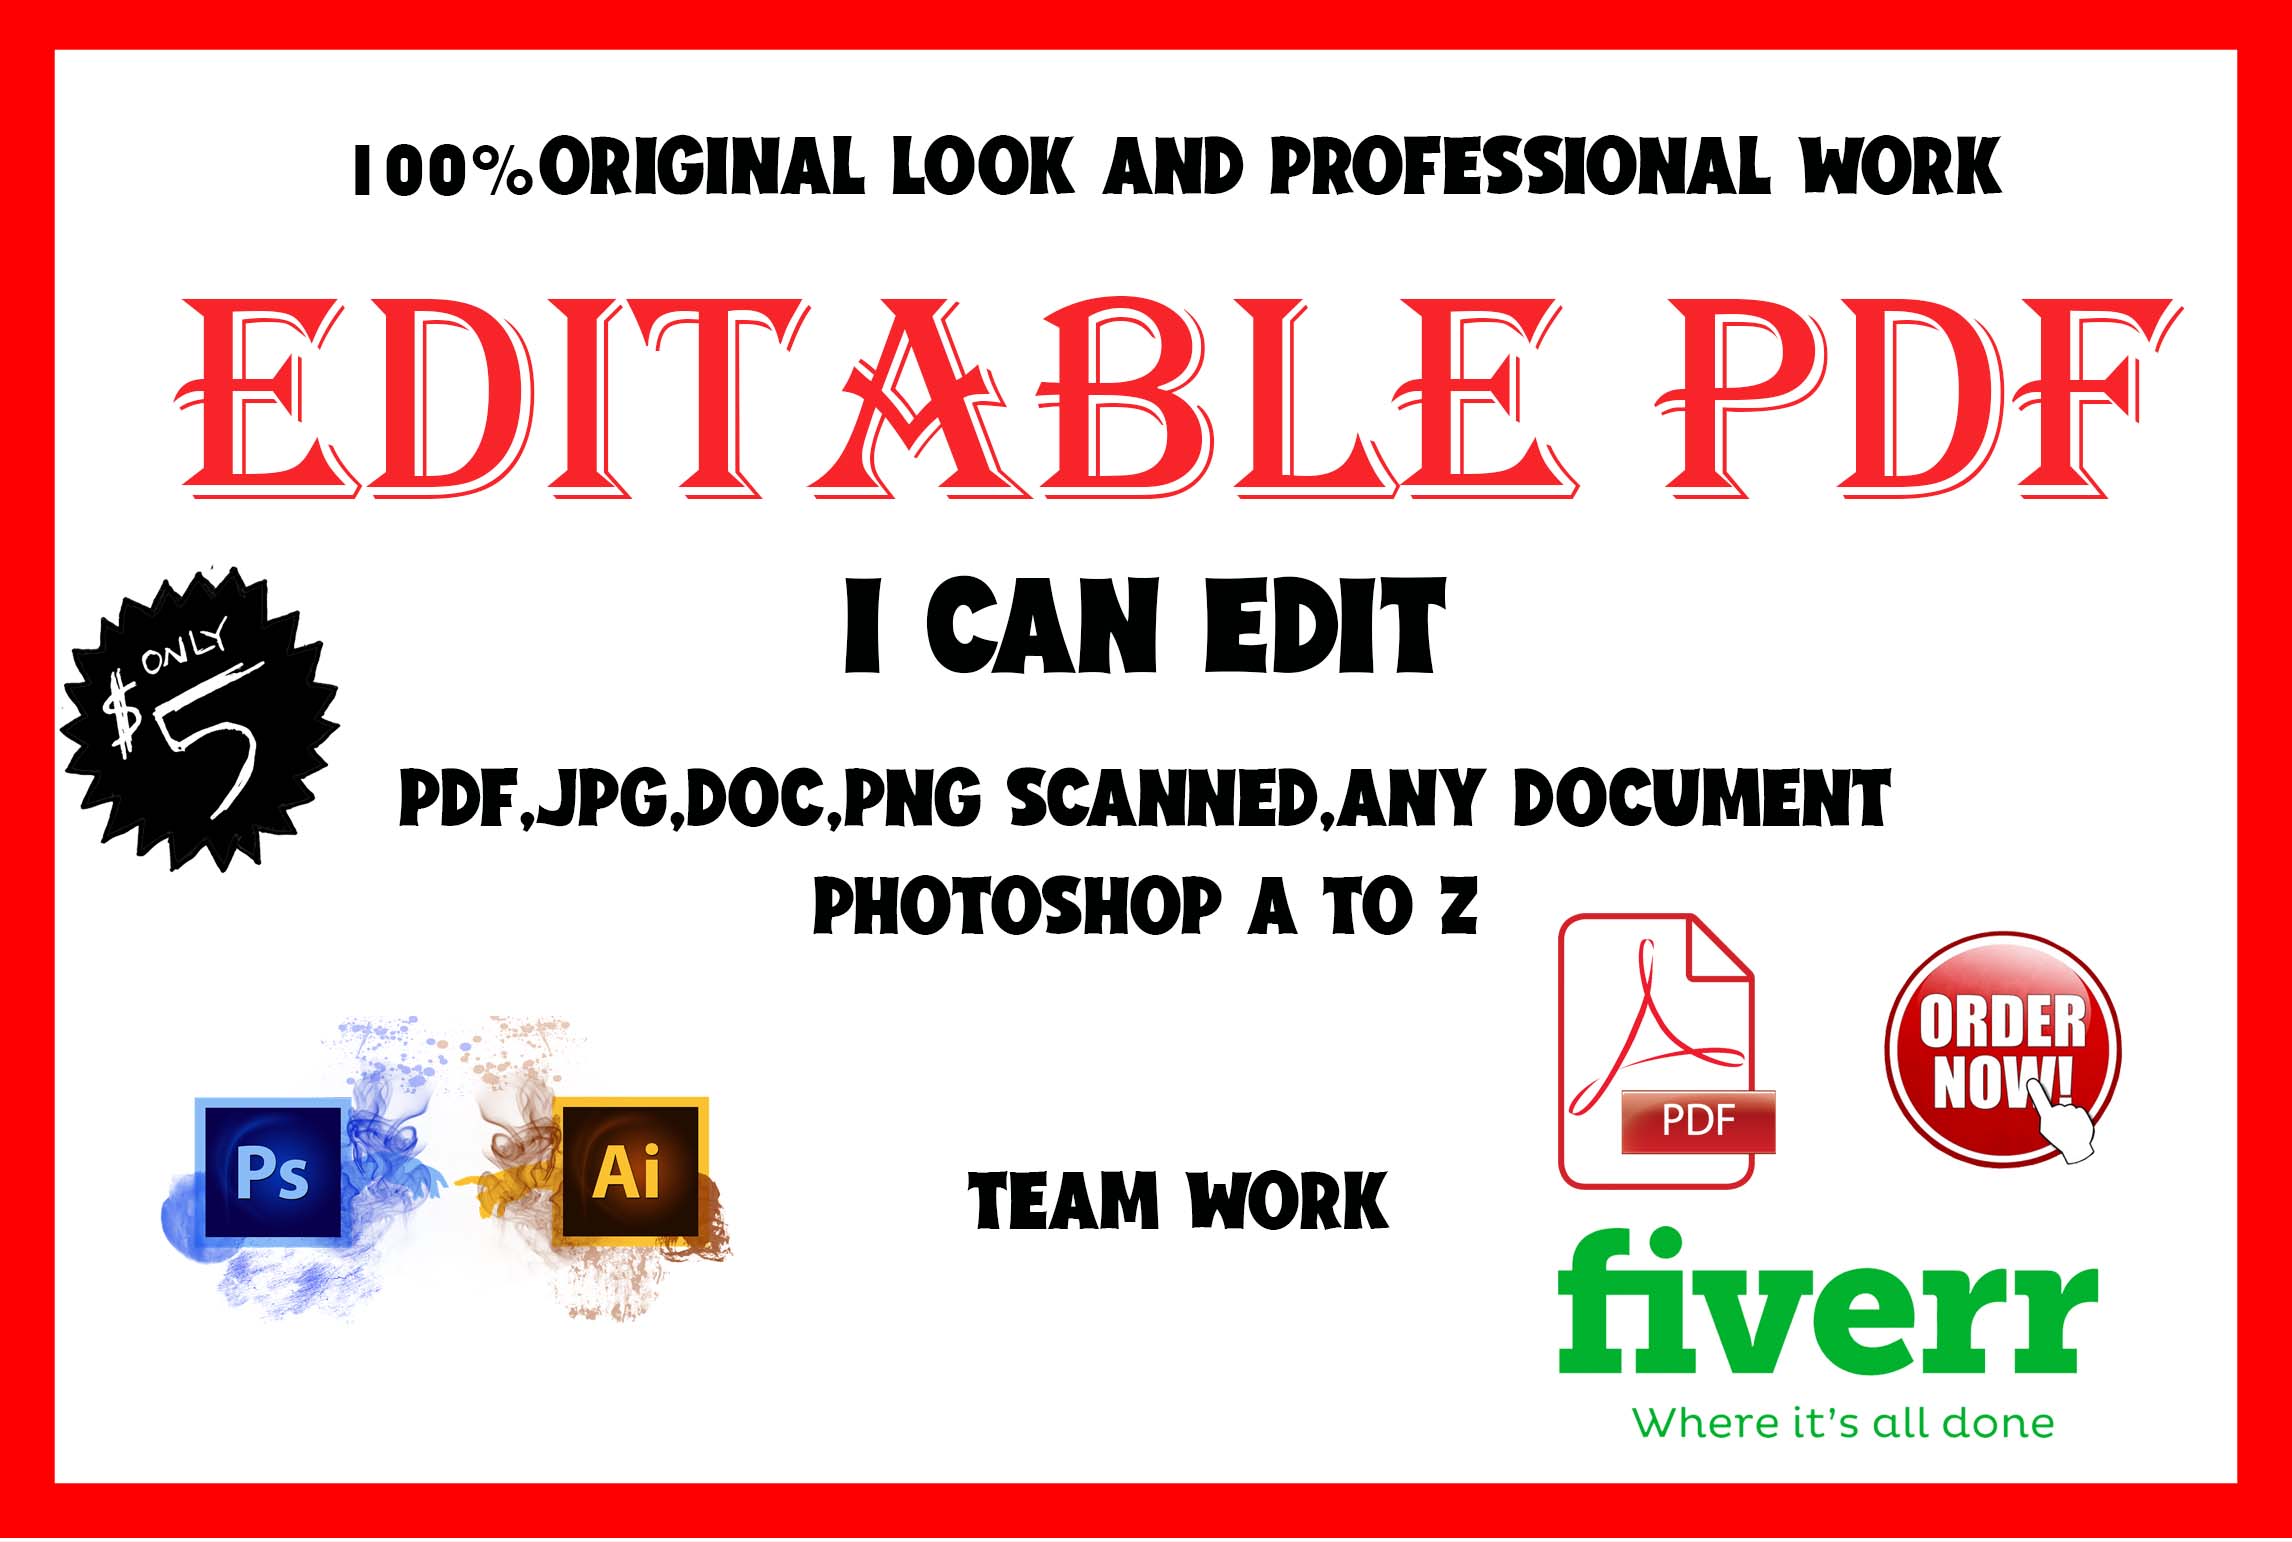 100%ORIGINAL LOOK AND PROFESSIONAL WORK
EDITABLE PDF
I CAN EDIT
ONLY
$5
PDF,JPG,DOC,PNG SCANNED,ANY DOCUMENT
PHOTOSHOP A TO Z
ORDER
NOW!
PDF
Ps
Ai
TEAM WORK
fiverr
Where it's all done